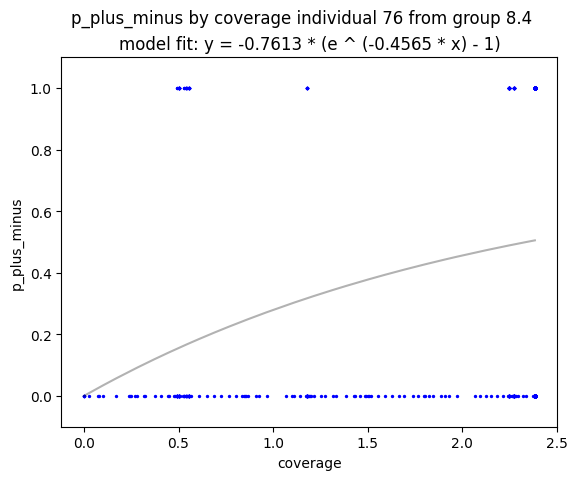 p_plus_minus by coverage individual 76 from group 8.4
model fit: y = -0.7613 * (e ^ (-0.4565 * x) - 1)
1.0
0.8
0.6
0.4
0.2
0.0
p_plus_minus
0.0 0.5 1.0 1.5 2.0 2.5
coverage